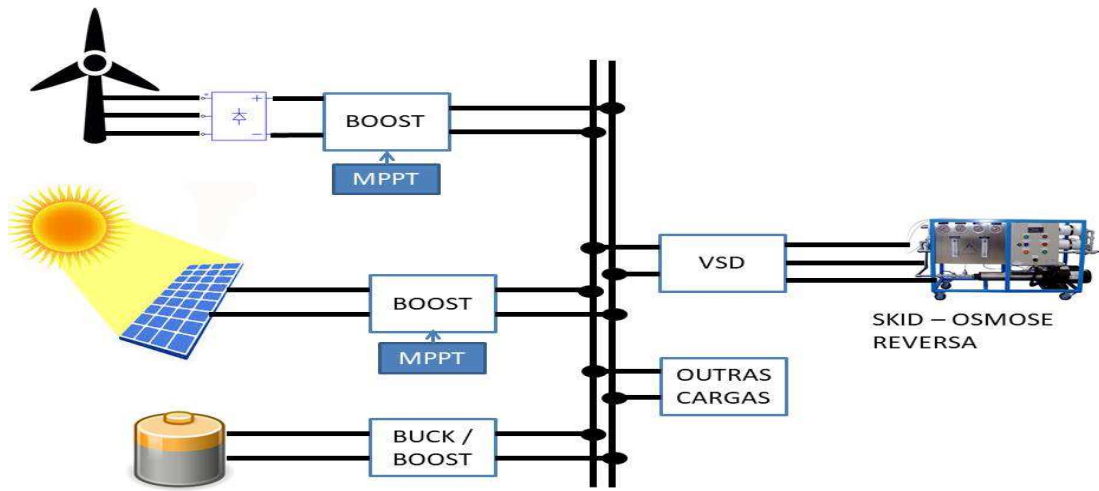 BOOST
MPPT
BOOST
MPPT
BUCK /
BOOST
VSD
OUTRAS
CARGAS
SKID – OSMOSE
REVERSA